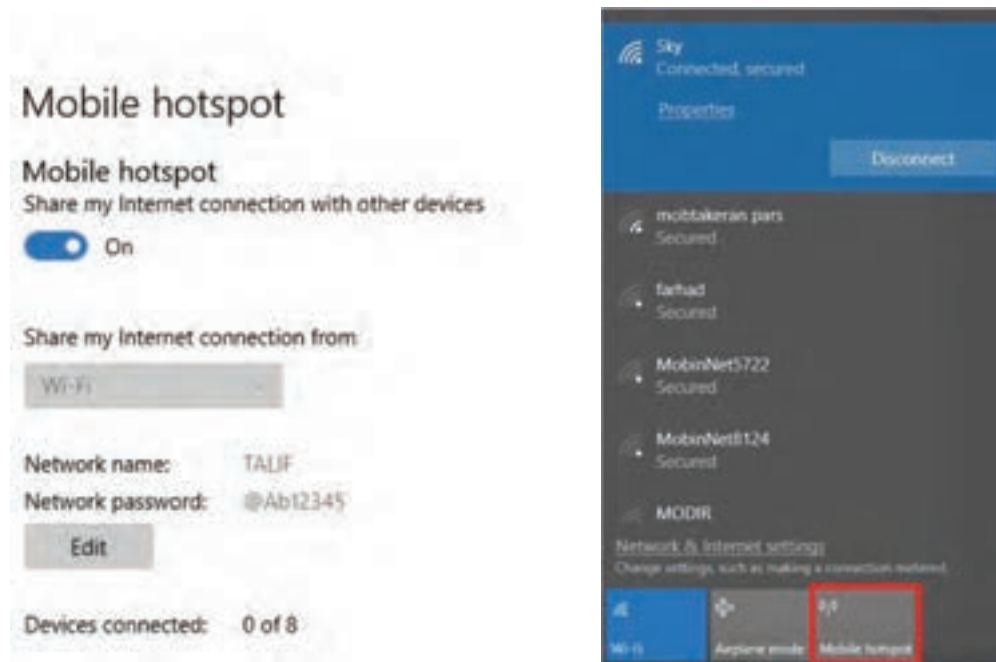 Mobile hotspot
Mobile hotspot
Share my Internet connection with other devices
On
Share my Internet connection from
Wi-Fi
Network name: TALIF
Network password: @Ab12345
Edit
Devices connected: 0 of 8
Sky
Connected, secured
Properties
Disconnect
mobtakeran pars
Secured
farhad
Secured
MobinNet5722
Secured
MobinNet8124
Secured
MODIR
Network & Internet settings
Change settings, such as making a connection metered.
Wi-Fi
Airplane mode
Mobile hotspot